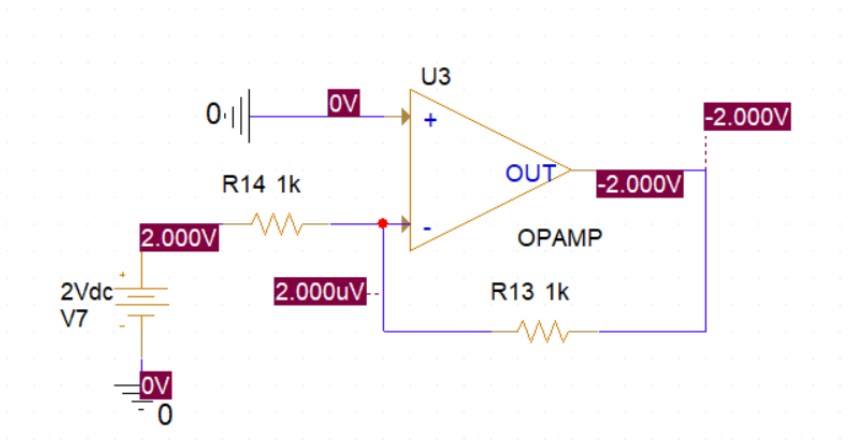 U3
0V
-2.000V
0
+
R14 1k
OUT
-2.000V
2.000V
-
OPAMP
+
2Vdc
2.000uV
R13 1k
V7
-
0V
0